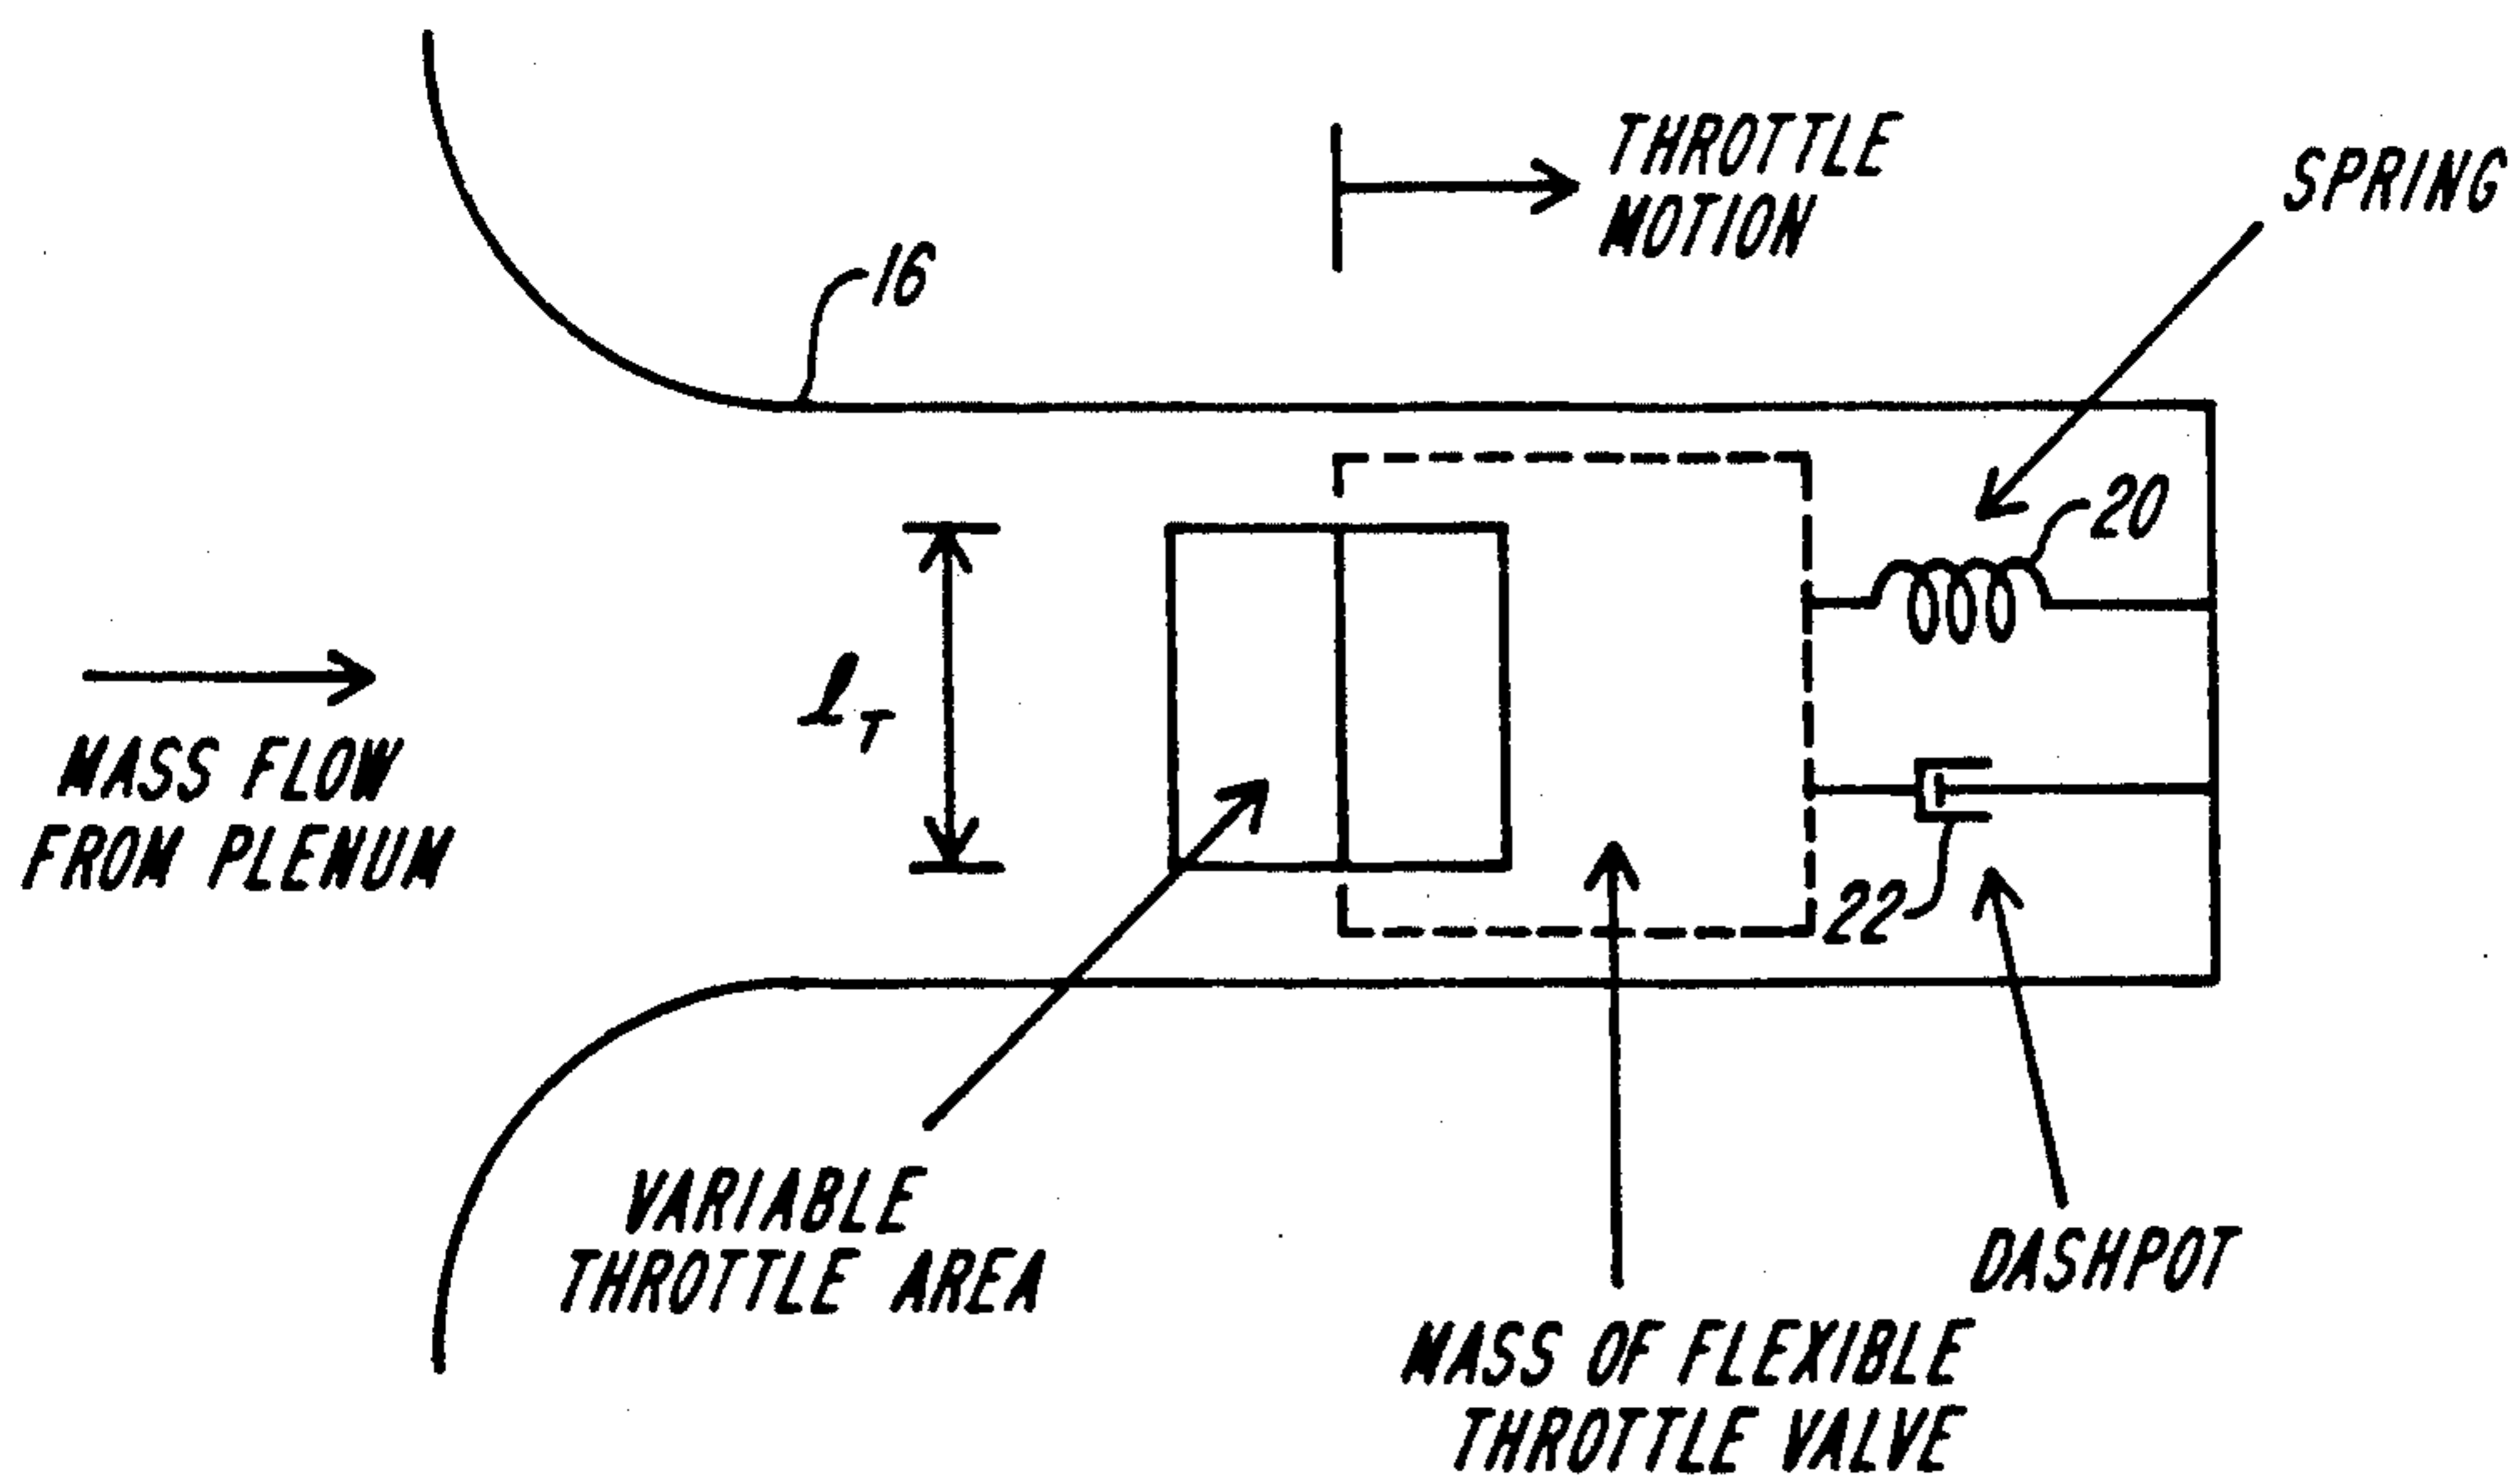 THROTTLE
MOTION
SPRING
16
20
l_T
MASS FLOW
FROM PLENUM
22
VARIABLE
THROTTLE AREA
DASHPOT
MASS OF FLEXIBLE
THROTTLE VALVE